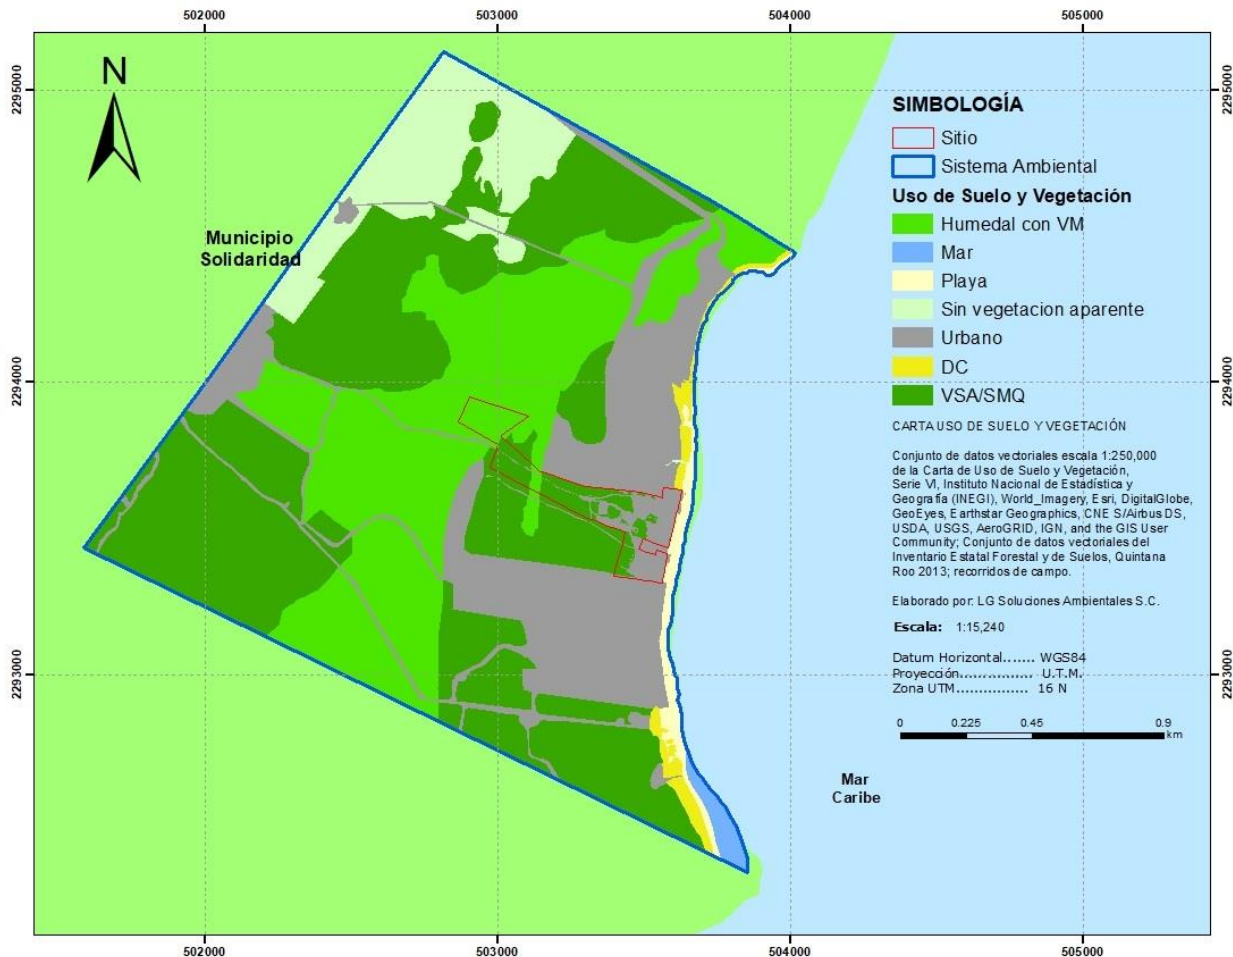 502000
503000
504000
505000
2295000
2295000
N
SIMBOLOGÍA
Sitio
Sistema Ambiental
Uso de Suelo y Vegetación
Humedal con VM
Municipio
Solidaridad
Mar
Playa
Sin vegetacion aparente
Urbano
DC
VSA/SMQ
2294000
2294000
CARTA USO DE SUELO Y VEGETACIÓN
Conjunto de datos vectoriales escala 1:250,000
de la Carta de Uso de Suelo y Vegetación,
Serie VI, Instituto Nacional de Estadística y
Geografía (INEGI), World_Imagery, Esri, DigitalGlobe,
GeoEyes, Earthstar Geographics, CNE S/Airbus DS,
USDA, USGS, AeroGRID, IGN, and the GIS User
Community; Conjunto de datos vectoriales del
Inventario Estatal Forestal y de Suelos, Quintana
Roo 2013; recorridos de campo.
Elaborado por: LG Soluciones Ambientales S.C.
Escala: 1:15,240
Datum Horizontal....... WGS84
Proyección................ U.T.M.
Zona UTM................ 16 N
2293000
2293000
0 0.225 0.45 0.9
km
Mar
Caribe
502000
503000
504000
505000